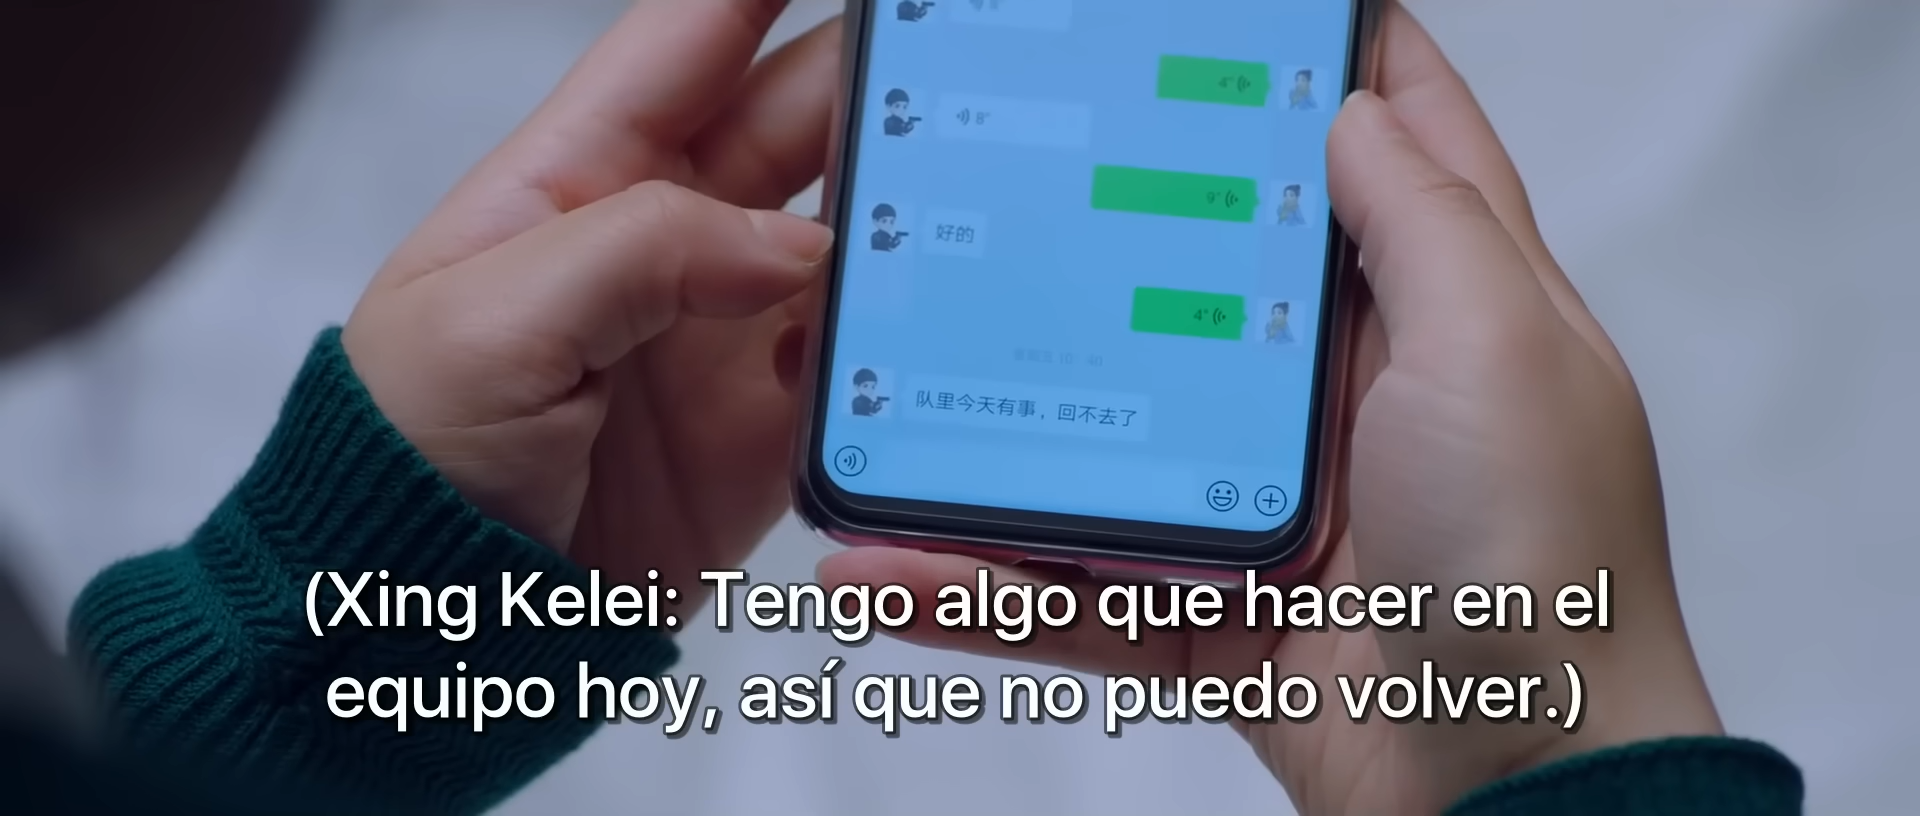 4"
8"
9"
好的
4"
队里今天有事，回不去了
(Xing Kelei: Tengo algo que hacer en el
equipo hoy, así que no puedo volver.)